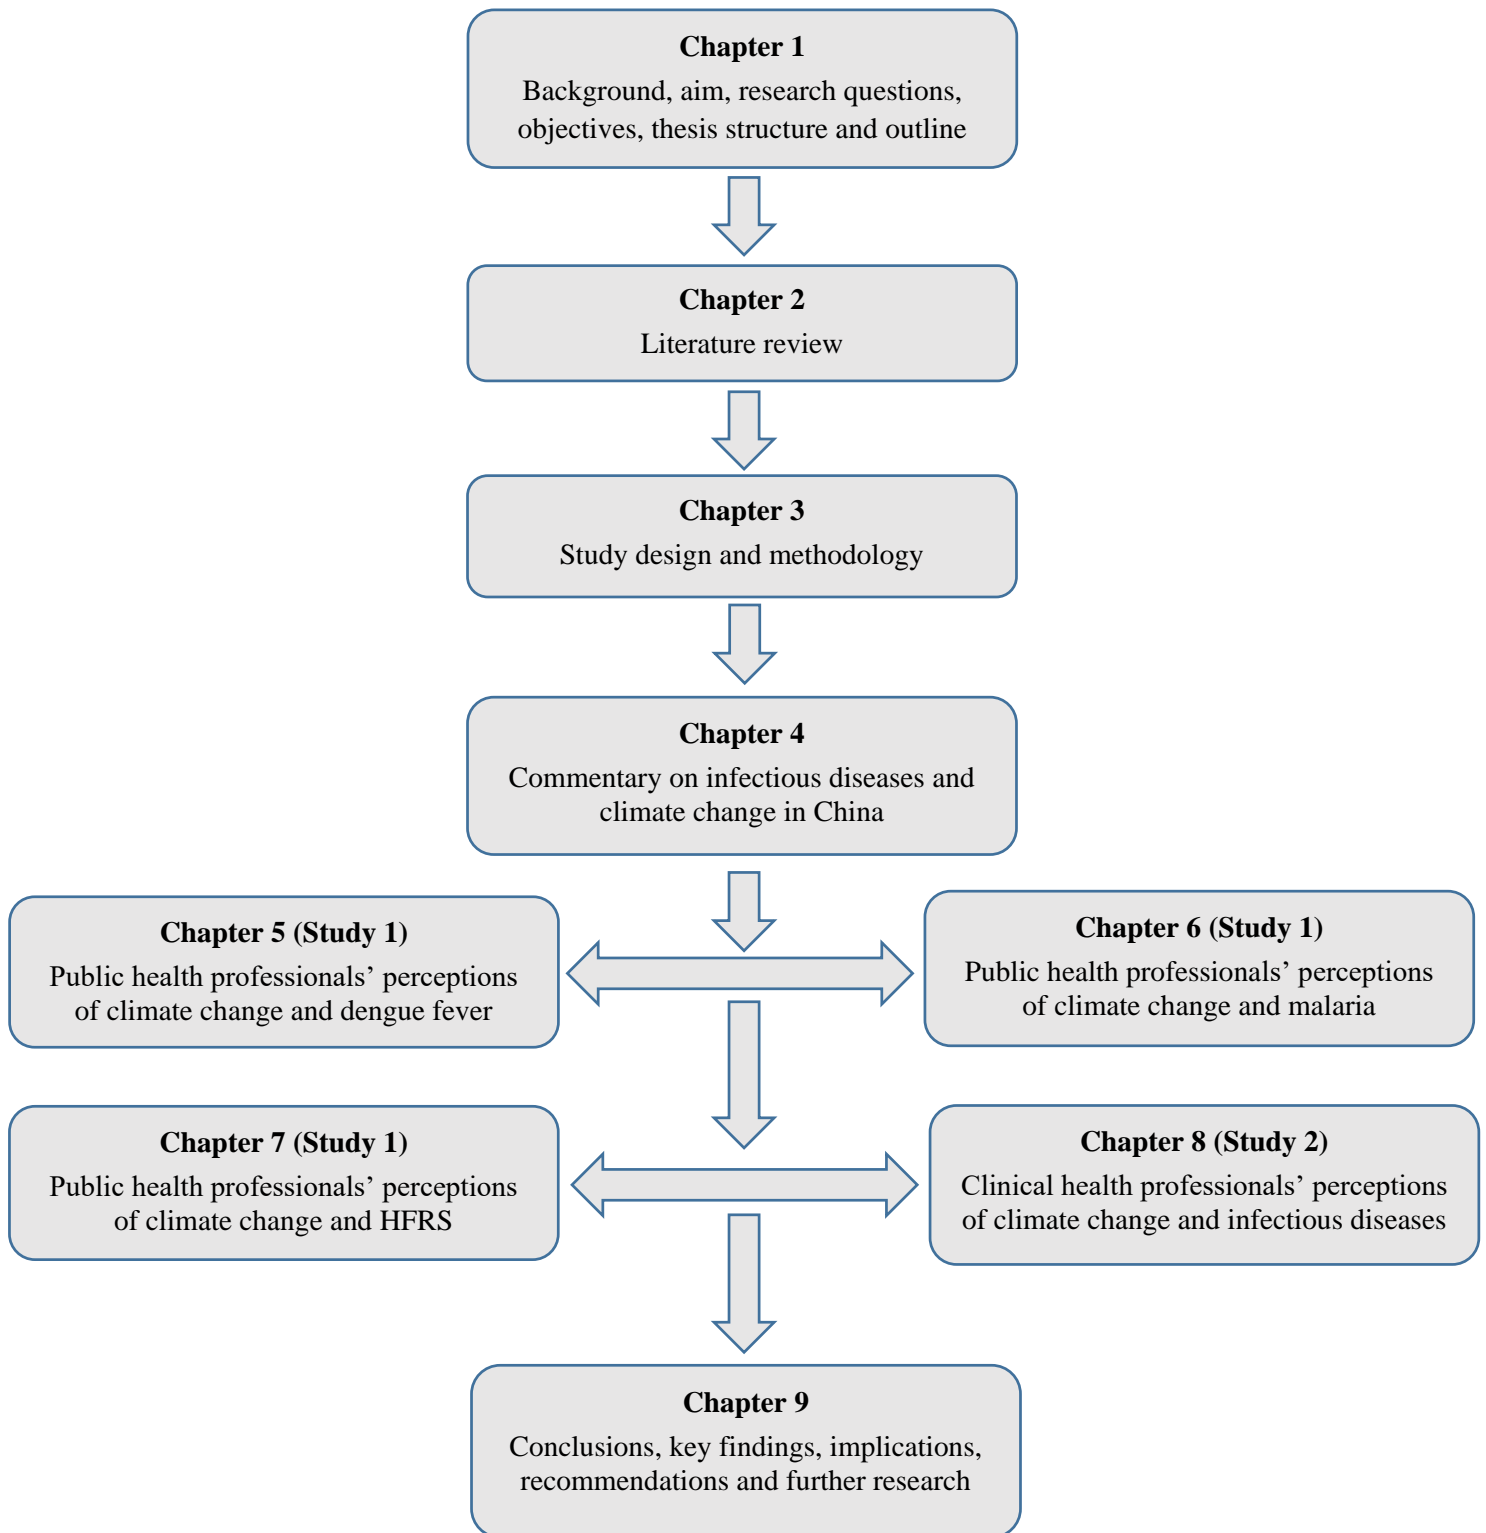 Chapter 1
Background, aim, research questions,
objectives, thesis structure and outline
Chapter 2
Literature review
Chapter 3
Study design and methodology
Chapter 4
Commentary on infectious diseases and
climate change in China
Chapter 5 (Study 1)
Public health professionals’ perceptions
of climate change and dengue fever
Chapter 6 (Study 1)
Public health professionals’ perceptions
of climate change and malaria
Chapter 7 (Study 1)
Public health professionals’ perceptions
of climate change and HFRS
Chapter 8 (Study 2)
Clinical health professionals’ perceptions
of climate change and infectious diseases
Chapter 9
Conclusions, key findings, implications,
recommendations and further research